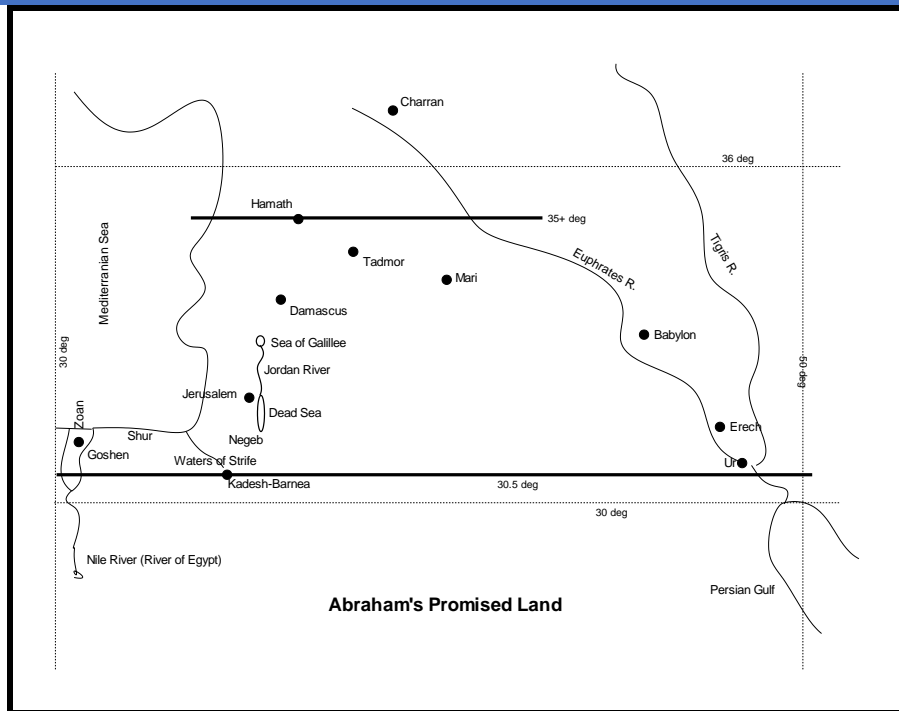 Charran
36 deg
Hamath
35+ deg
Mediterranian Sea
Tigris R.
Tadmor
Euphrates R.
Mari
Damascus
Babylon
30 deg
Sea of Galillee
50 deg
Jordan River
Jerusalem
Dead Sea
Zoan
Erech
Shur
Negeb
Goshen
Waters of Strife
Ur
Kadesh-Barnea
30.5 deg
30 deg
Nile River (River of Egypt)
Persian Gulf
Abraham's Promised Land